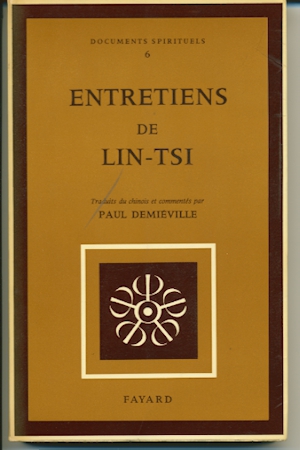 DOCUMENTS SPIRITUELS
6
ENTRETIENS
DE
LIN-TSI
Traduits du chinois et commentés par
PAUL DEMIÉVILLE
FAYARD